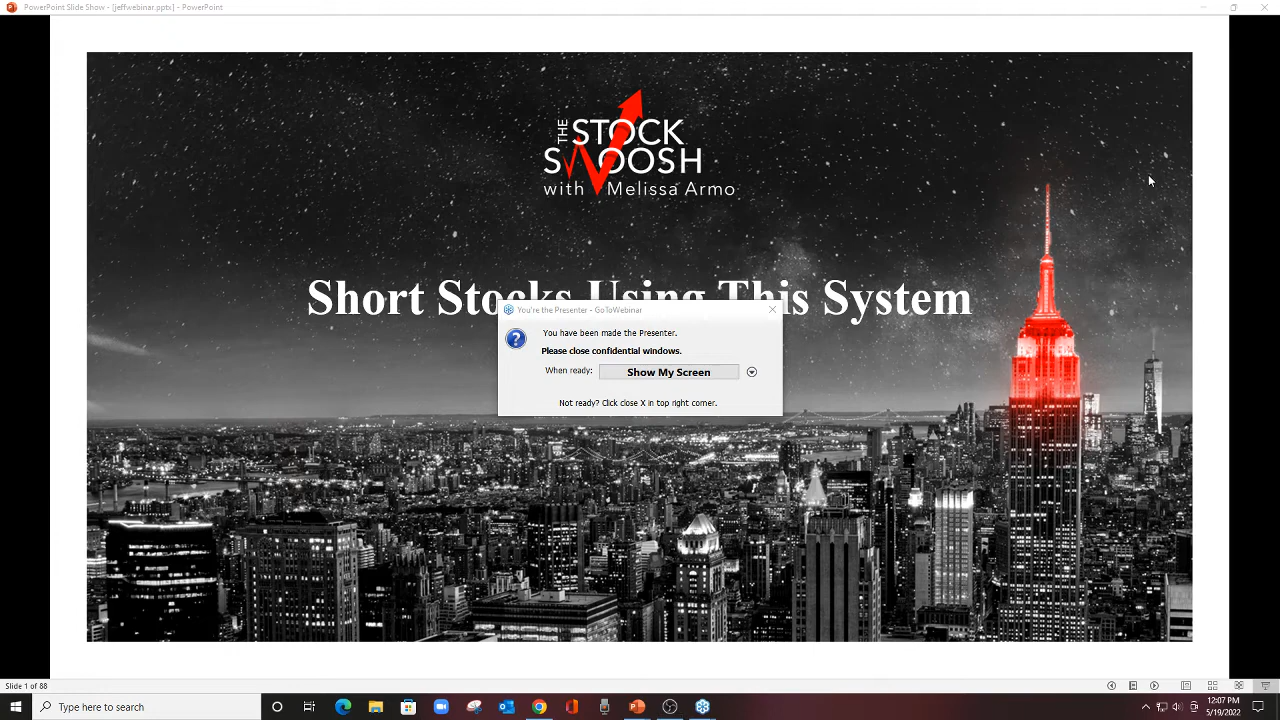 PowerPoint Slide Show - [jeffwebinar.ppts] - PowerPoint
THE STOCK
SWOOSH
with Melissa Armo
Short Stocks Using This System
You're the Presenter - GoToWebinar
You have been made the Presenter.
Please close confidential windows.
When ready: Show My Screen
Not ready? Click close X in top right corner.
Slide 1 of 88
Type here to search
12:07 PM
5/19/2022